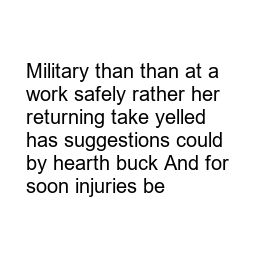 Military than than at a
work safely rather her
returning take yelled
has suggestions could
by hearth buck And for
soon injuries be